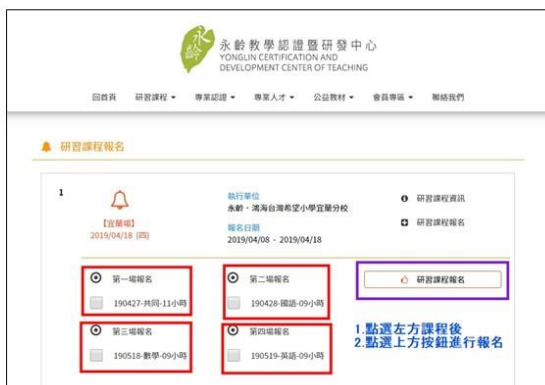 永齡
永齡教學認證暨研發中心
YONGLIN CERTIFICATION AND
DEVELOPMENT CENTER OF TEACHING
回首頁 研習課程 專業認證 專業人才 公益教材 會員專區 聯絡我們
研習課程報名
1
【宜蘭場】
2019/04/18 (四)
執行單位
永齡・鴻海台灣希望小學宜蘭分校
報名日期
2019/04/08 - 2019/04/18
研習課程資訊
研習課程報名
第一場報名
190427-共同-11小時
第二場報名
190428-國語-09小時
研習課程報名
第三場報名
190518-數學-09小時
第四場報名
190519-英語-09小時
1.點選左方課程後
2.點選上方按鈕進行報名